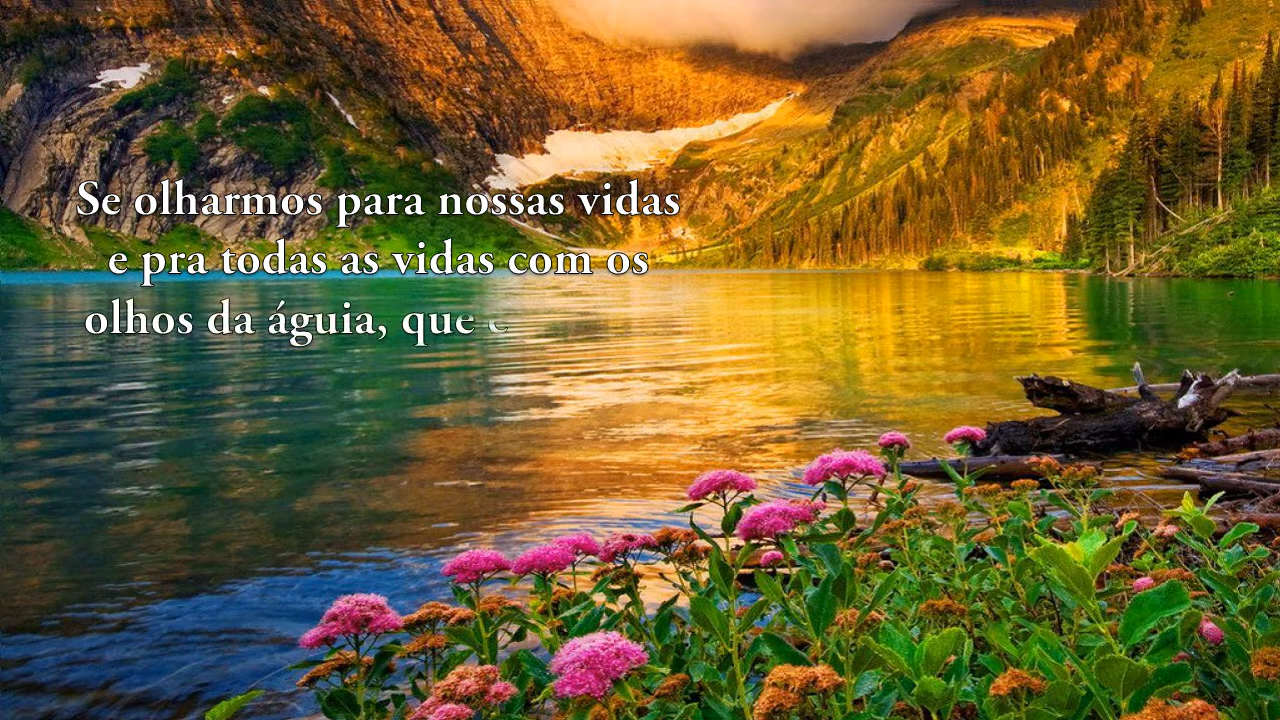 Se olharmos para nossas vidas
e pra todas as vidas com os
olhos da águia, que